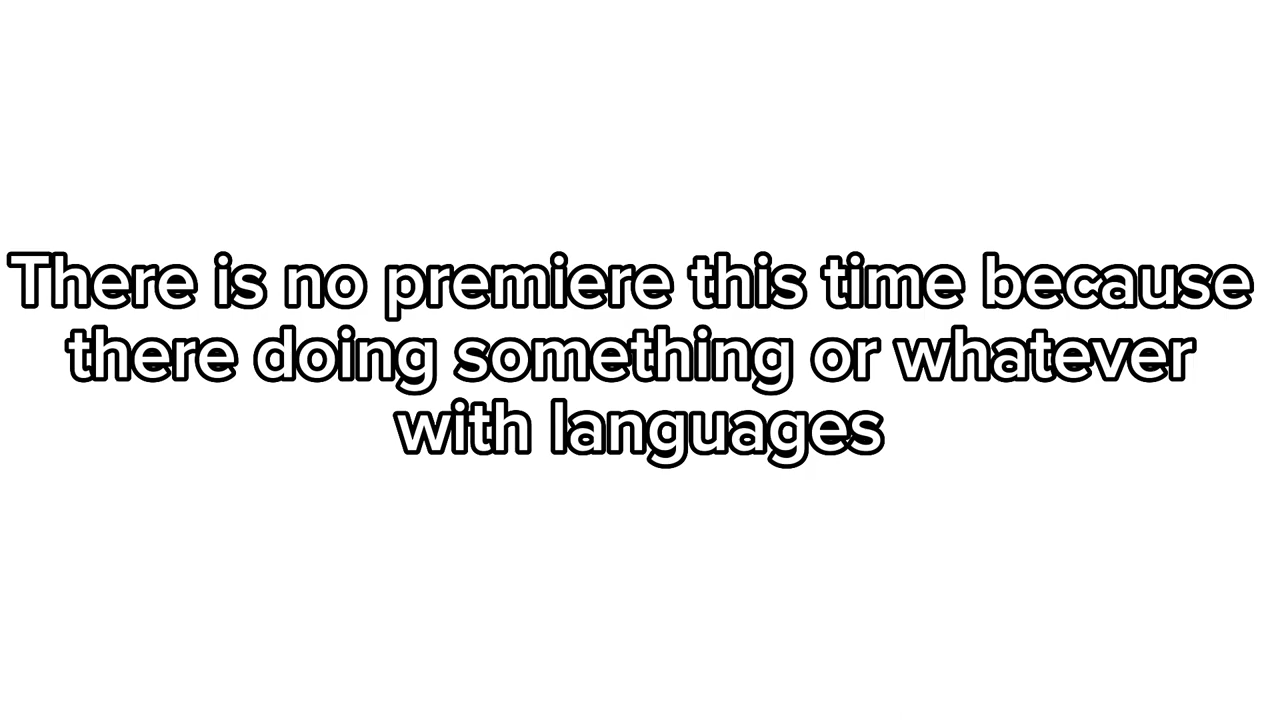 There is no premiere this time because
there doing something or whatever
with languages